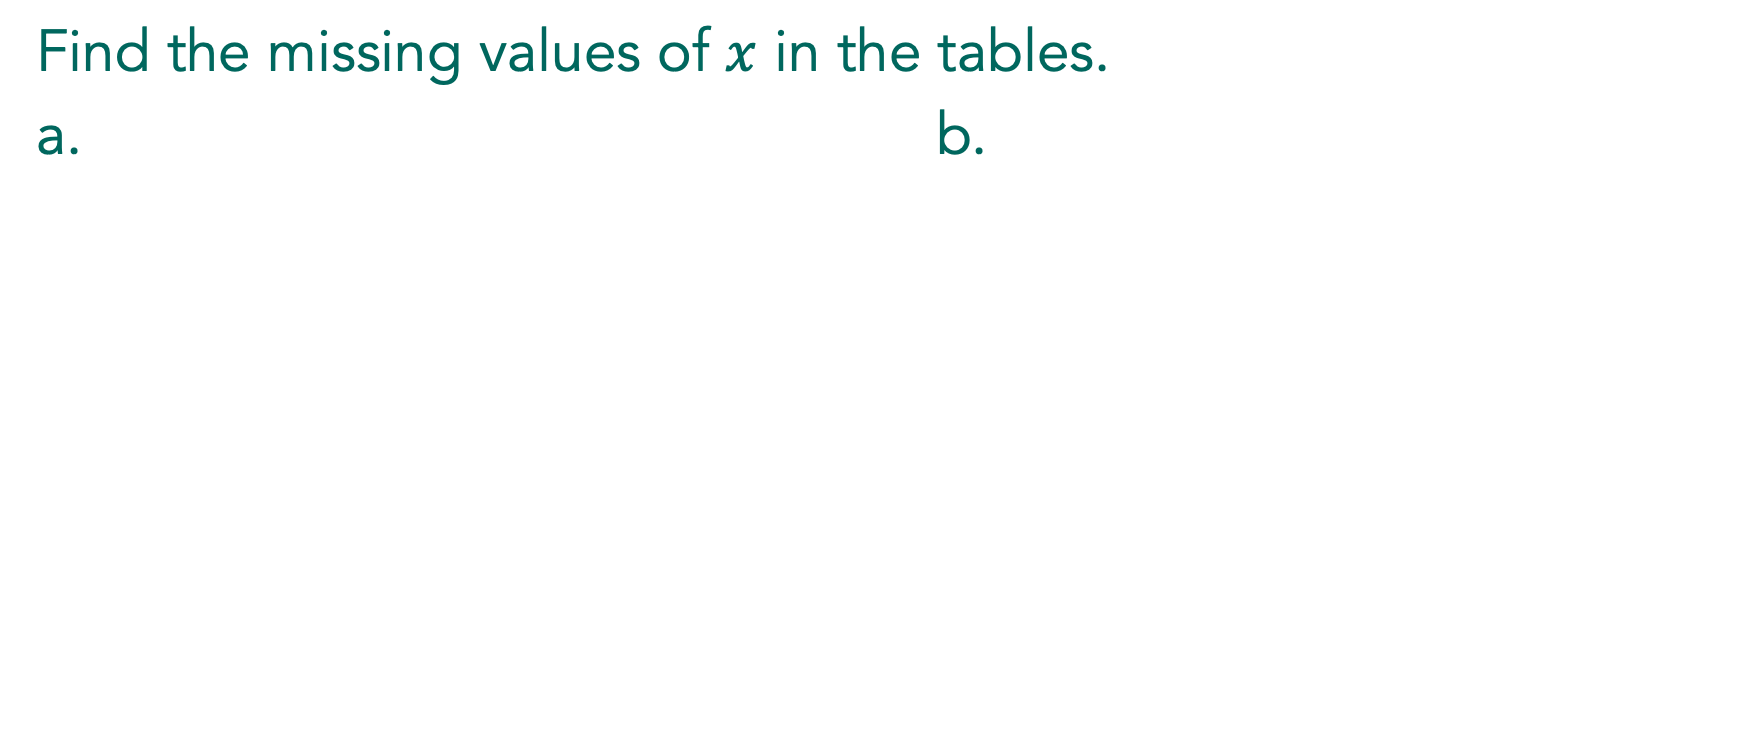 Find the missing values of x in the tables.
a. b.